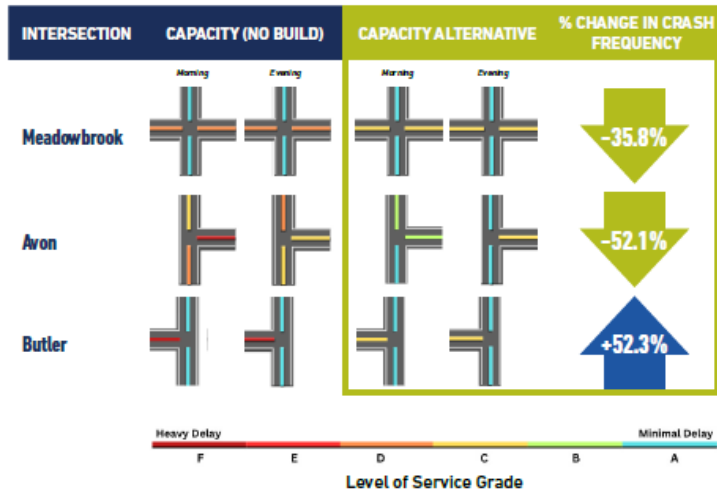 INTERSECTION CAPACITY (NO BUILD) CAPACITY ALTERNATIVE % CHANGE IN CRASH FREQUENCY
Morning Evening Morning Evening
Meadowbrook -35.8%
Avon -52.1%
Butler +52.3%
Heavy Delay Minimal Delay
F E D C B A
Level of Service Grade